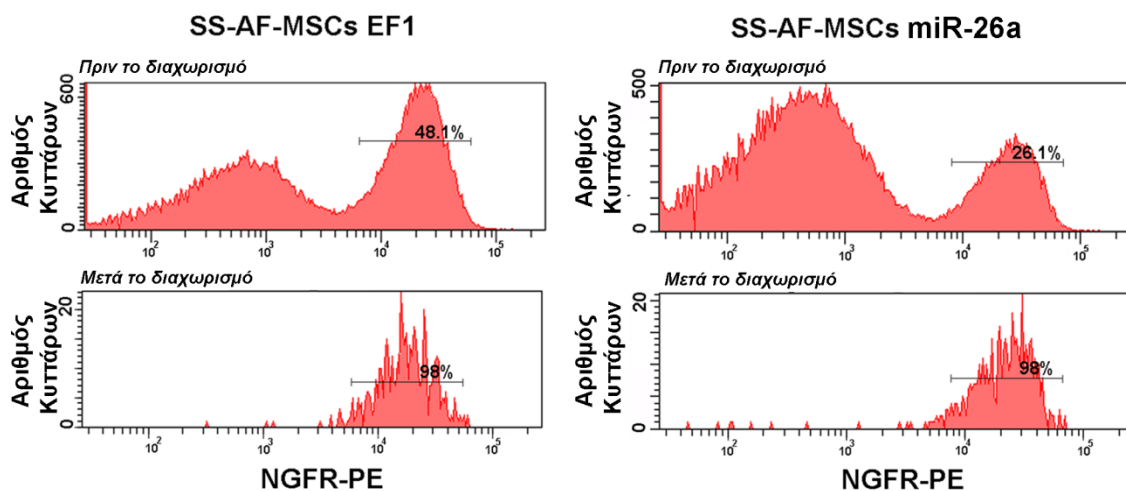 SS-AF-MSCs EF1
Πριν το διαχωρισμό
Αριθμός
Κυττάρων
600
0
48.1%
10²
10³
10⁴
10⁵
Μετά το διαχωρισμό
Αριθμός
Κυττάρων
20
0
98%
10²
10³
10⁴
10⁵
NGFR-PE
SS-AF-MSCs miR-26a
Πριν το διαχωρισμό
Αριθμός
Κυττάρων
500
0
26.1%
10²
10³
10⁴
10⁵
Μετά το διαχωρισμό
Αριθμός
Κυττάρων
20
0
98%
10²
10³
10⁴
10⁵
NGFR-PE